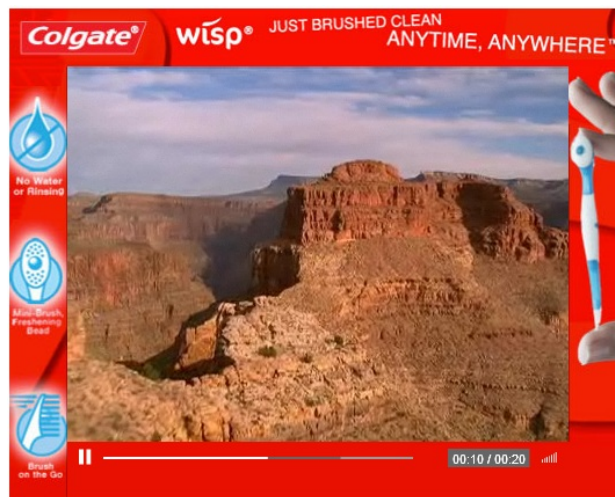 Colgate®
wisp®
JUST BRUSHED CLEAN
ANYTIME, ANYWHERE™
No Water
or Rinsing
Mini-Brush,
Freshening
Bead
Brush
on the Go
00:10 / 00:20